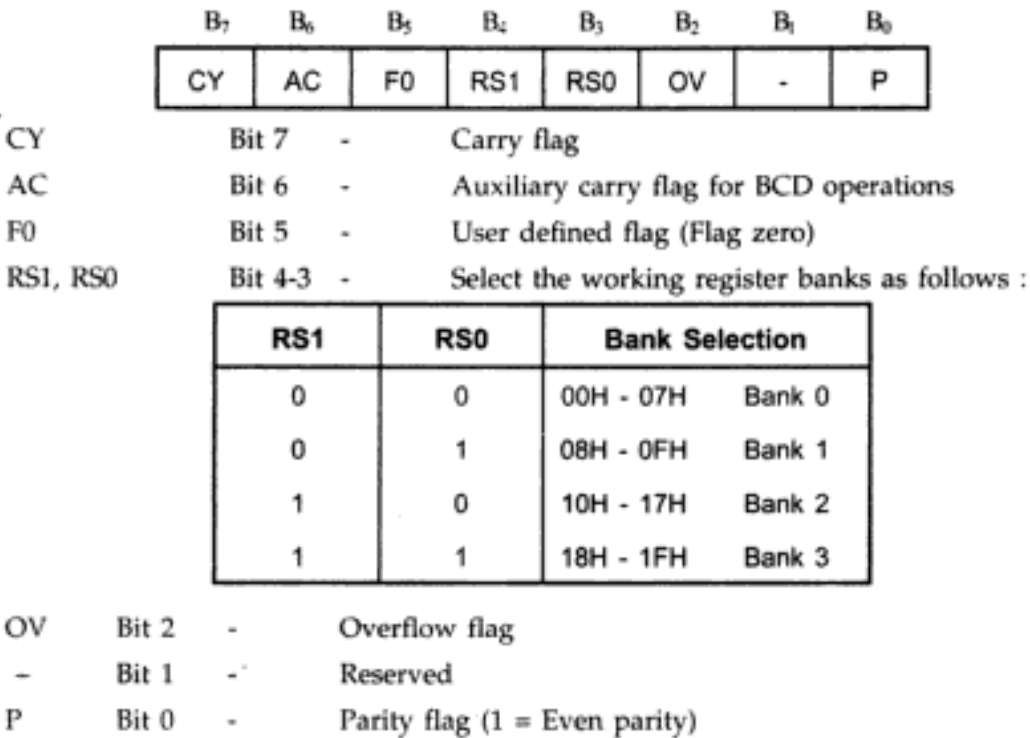 B₇ B₆ B₅ B₄ B₃ B₂ B₁ B₀
CY AC F0 RS1 RS0 OV - P
CY Bit 7 - Carry flag
AC Bit 6 - Auxiliary carry flag for BCD operations
F0 Bit 5 - User defined flag (Flag zero)
RS1, RS0 Bit 4-3 - Select the working register banks as follows :
RS1 RS0 Bank Selection
0 0 00H - 07H Bank 0
0 1 08H - 0FH Bank 1
1 0 10H - 17H Bank 2
1 1 18H - 1FH Bank 3
OV Bit 2 - Overflow flag
– Bit 1 - Reserved
P Bit 0 - Parity flag (1 = Even parity)